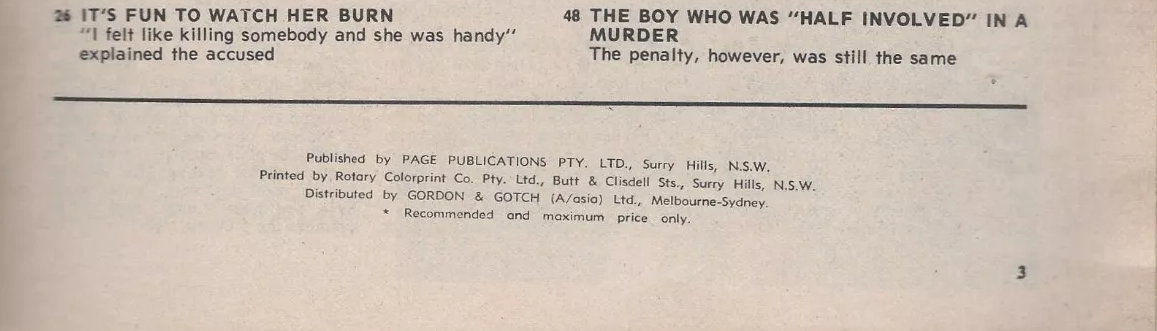 26 IT'S FUN TO WATCH HER BURN
"I felt like killing somebody and she was handy"
explained the accused
48 THE BOY WHO WAS "HALF INVOLVED" IN A
MURDER
The penalty, however, was still the same
Published by PAGE PUBLICATIONS PTY. LTD., Surry Hills, N.S.W.
Printed by Rotary Colorprint Co. Pty. Ltd., Butt & Clisdell Sts., Surry Hills, N.S.W.
Distributed by GORDON & GOTCH (A/asia) Ltd., Melbourne-Sydney.
* Recommended and maximum price only.
3